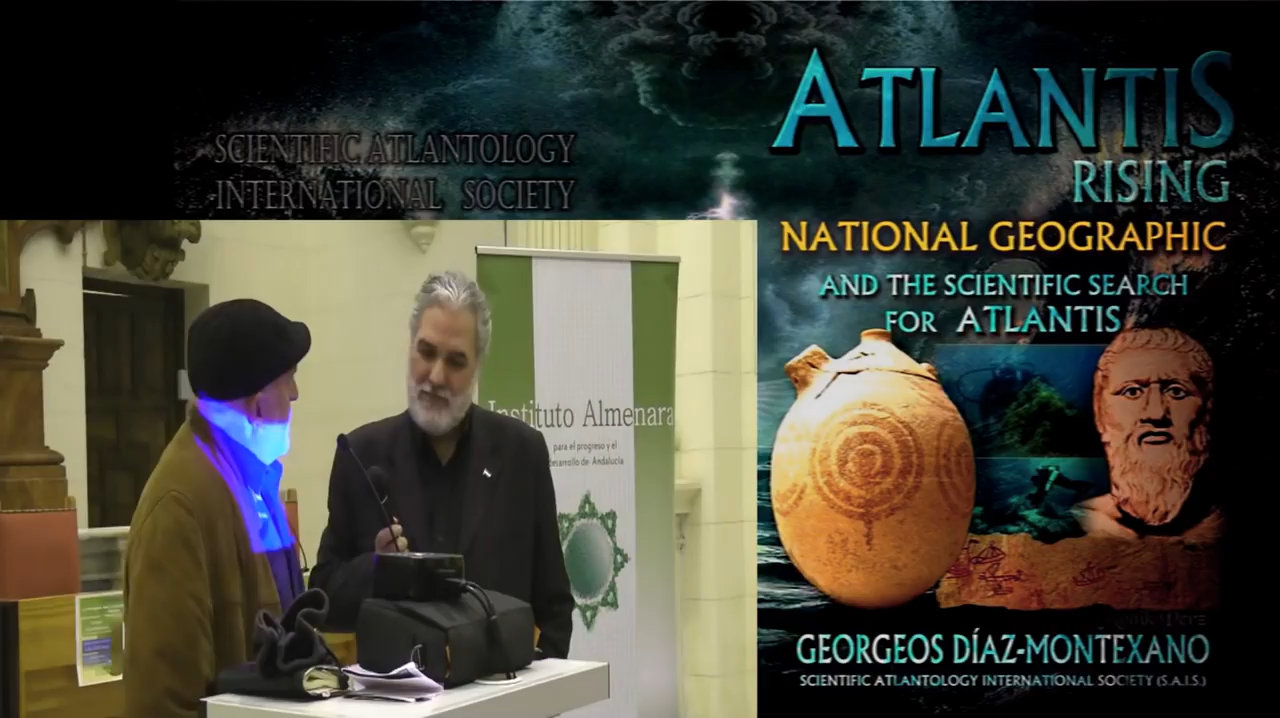 SCIENTIFIC ATLANTOLOGY
INTERNATIONAL SOCIETY
ATLANTIS
RISING
NATIONAL GEOGRAPHIC
AND THE SCIENTIFIC SEARCH
FOR ATLANTIS
Instituto Almenara
para el progreso y el
desarrollo de Andalucía
GEORGEOS DÍAZ-MONTEXANO
SCIENTIFIC ATLANTOLOGY INTERNATIONAL SOCIETY (S.A.I.S.)